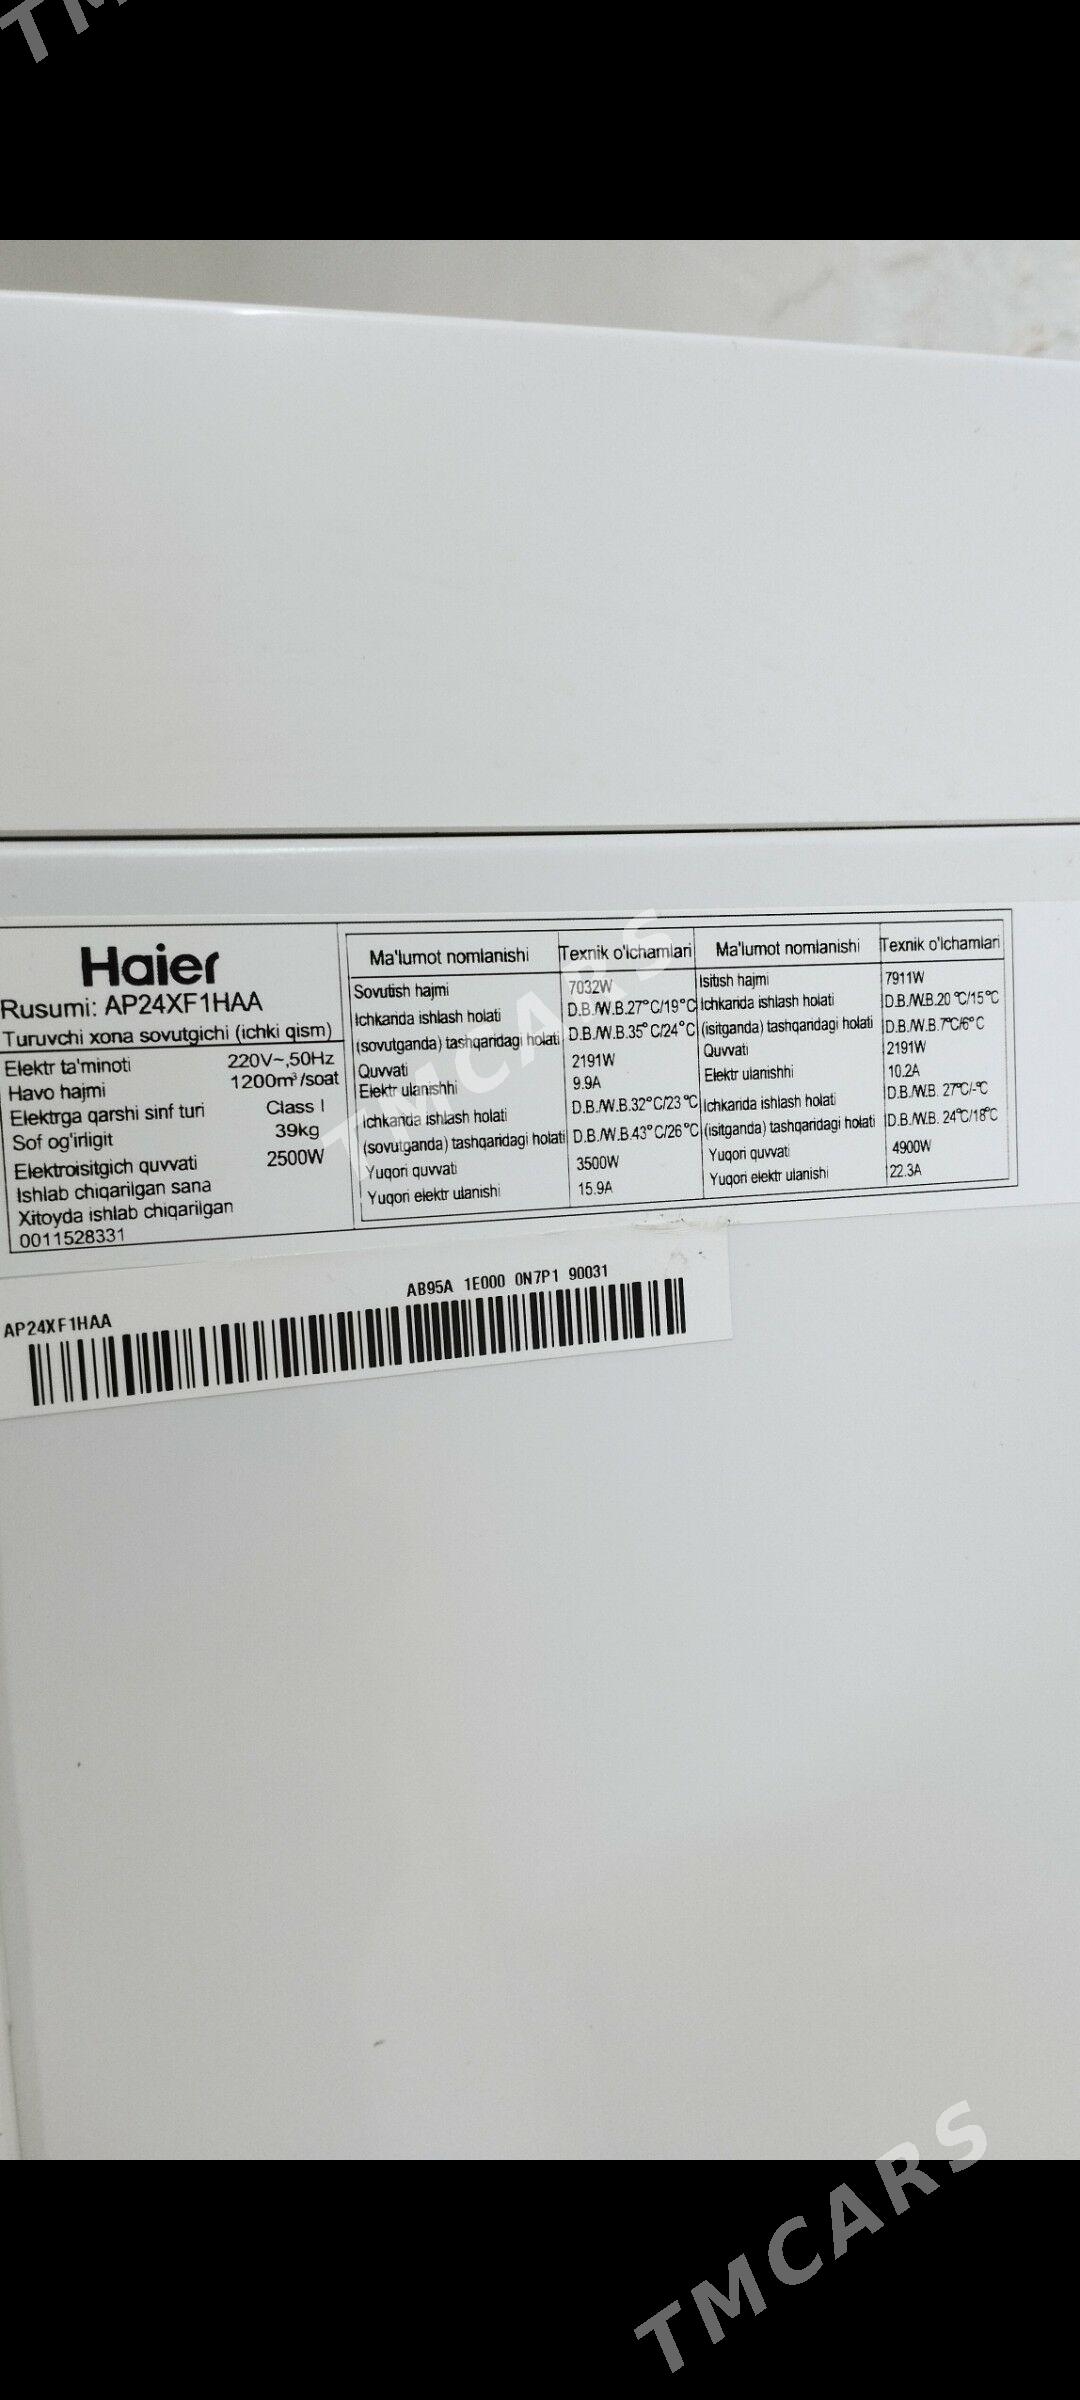 Haier
Rusumi: AP24XF1HAA
Turuvchi xona sovutgichi (ichki qism)
Elektr ta'minoti 220V~,50Hz
Havo hajmi 1200m³/soat
Elektrga qarshi sinf turi Class I
Sof og'irligit 39kg
Elektroisitgich quvvati 2500W
Ishlab chiqarilgan sana
Xitoyda ishlab chiqarilgan
0011528331
Ma'lumot nomlanishi Texnik o'lchamlari Ma'lumot nomlanishi Texnik o'lchamlari
Sovutish hajmi 7032W Isitish hajmi 7911W
Ichkarida ishlash holati D.B./W.B.27°C/19°C Ichkarida ishlash holati D.B./W.B.20 °C/15°C
(sovutganda) tashqaridagi holati D.B./W.B.35°C/24°C (isitganda) tashqaridagi holati D.B./W.B.7°C/6°C
Quvvati 2191W Quvvati 2191W
Elektr ulanishhi 9.9A Elektr ulanishhi 10.2A
Ichkarida ishlash holati D.B./W.B.32°C/23°C Ichkarida ishlash holati D.B./W.B. 27°C/-°C
(sovutganda) tashqaridagi holati D.B./W.B.43°C/26°C (isitganda) tashqaridagi holati D.B./W.B. 24°C/18°C
Yuqori quvvati 3500W Yuqori quvvati 4900W
Yuqori elektr ulanishi 15.9A Yuqori elektr ulanishi 22.3A
AP24XF1HAA AB95A 1E000 0N7P1 90031
TMCARS
TMCARS